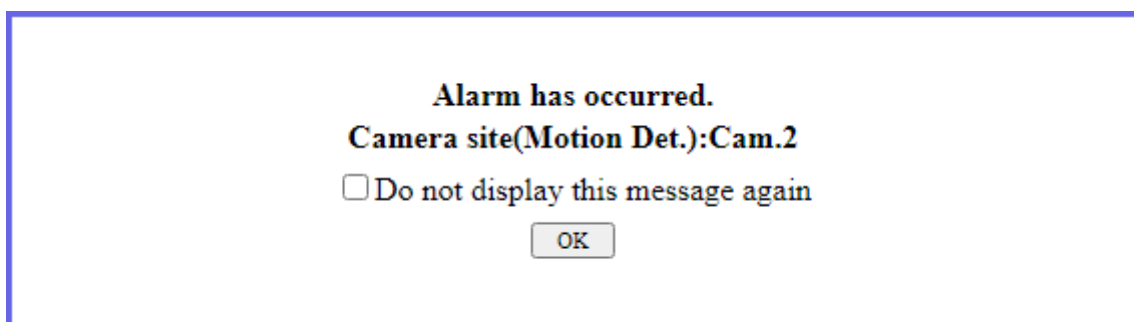 Alarm has occurred.
Camera site(Motion Det.):Cam.2
Do not display this message again
OK